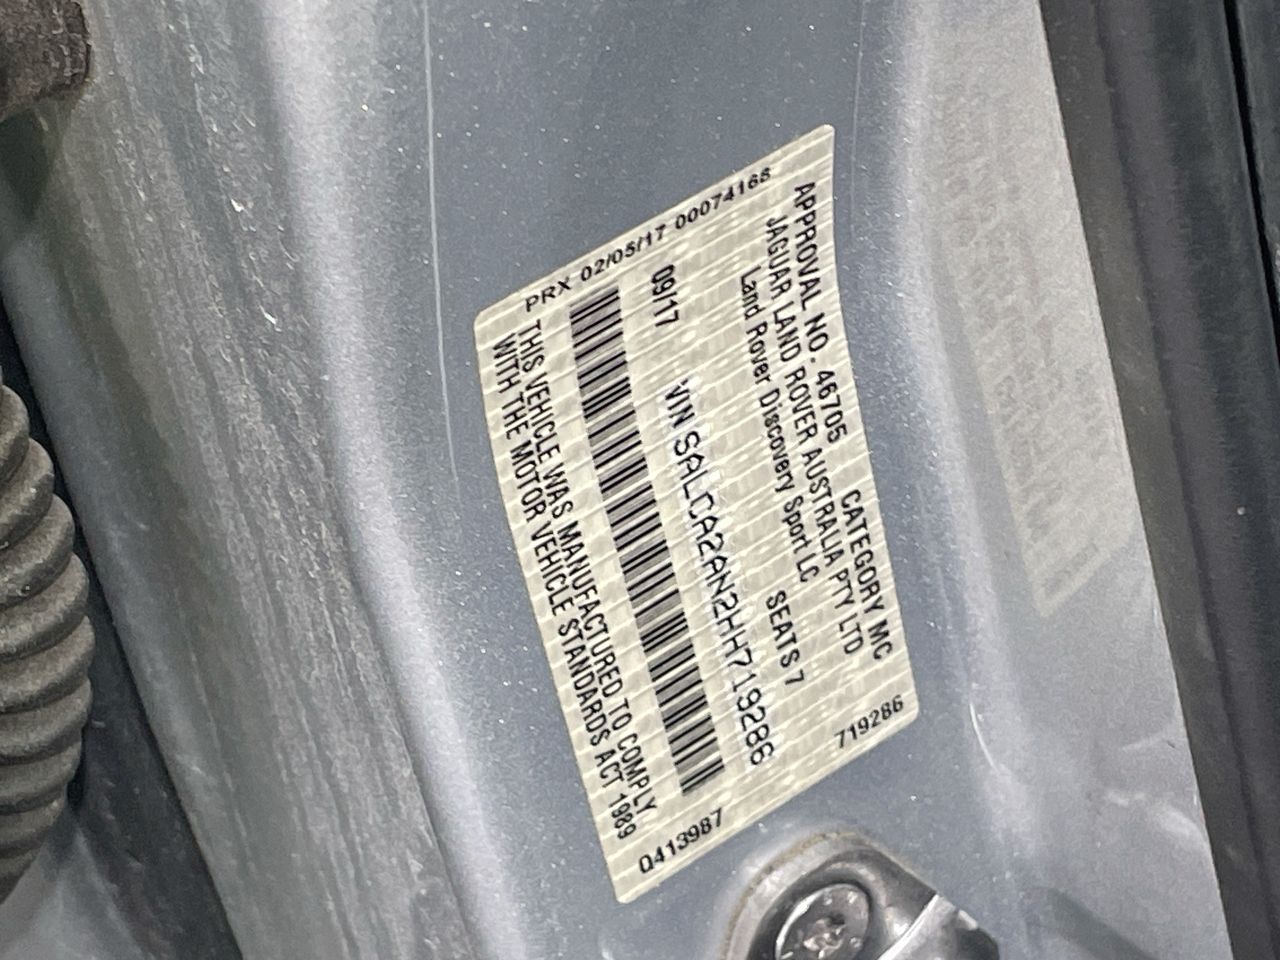 APPROVAL NO. 46705 CATEGORY MC
JAGUAR LAND ROVER AUSTRALIA PTY LTD
Land Rover Discovery Sport LC SEATS 7
09/17 VIN SALCA2AN2HH719286
THIS VEHICLE WAS MANUFACTURED TO COMPLY
WITH THE MOTOR VEHICLE STANDARDS ACT 1989
PRX 02/05/17 00074168
719286
0413987